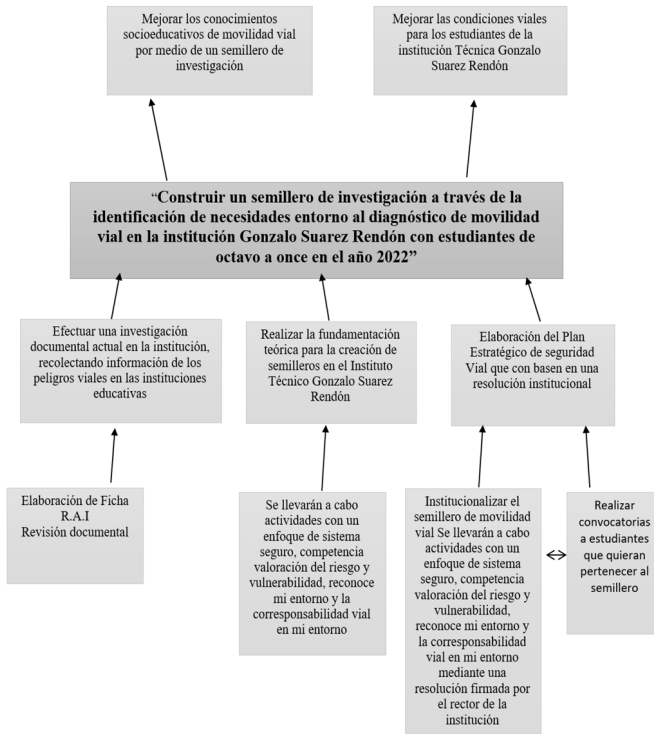 Mejorar los conocimientos
socioeducativos de movilidad vial
por medio de un semillero de
investigación
Mejorar las condiciones viales
para los estudiantes de la
institución Técnica Gonzalo
Suarez Rendón
“Construir un semillero de investigación a través de la
identificación de necesidades entorno al diagnóstico de movilidad
vial en la institución Gonzalo Suarez Rendón con estudiantes de
octavo a once en el año 2022”
Efectuar una investigación
documental actual en la institución,
recolectando información de los
peligros viales en las instituciones
educativas
Realizar la fundamentación
teórica para la creación de
semilleros en el Instituto
Técnico Gonzalo Suarez
Rendón
Elaboración del Plan
Estratégico de seguridad
Vial que con basen en una
resolución institucional
Elaboración de Ficha
R.A.I
Revisión documental
Se llevarán a cabo
actividades con un
enfoque de sistema
seguro, competencia
valoración del riesgo y
vulnerabilidad, reconoce
mi entorno y la
corresponsabilidad vial
en mi entorno
Institucionalizar el
semillero de movilidad
vial Se llevarán a cabo
actividades con un
enfoque de sistema
seguro, competencia
valoración del riesgo y
vulnerabilidad,
reconoce mi entorno y
la corresponsabilidad
vial en mi entorno
mediante una
resolución firmada por
el rector de la
institución
Realizar
convocatorias
a estudiantes
que quieran
pertenecer al
semillero